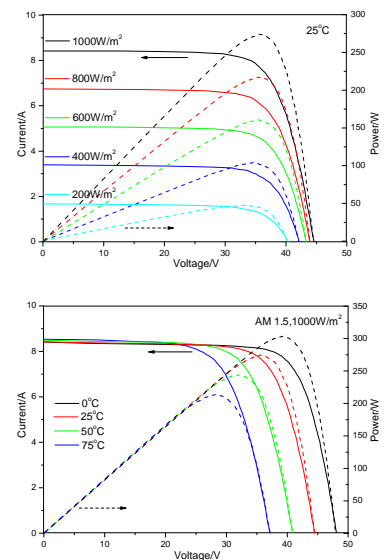 300
25°C
1000W/m²
250
8
800W/m²
200
6
600W/m²
150
400W/m²
4
100
200W/m²
2
50
0
0
0
10
20
30
40
50
Current/A
Power/W
Voltage/V
10
350
AM 1.5,1000W/m²
300
8
250
6
200
0°C
25°C
50°C
75°C
150
4
100
2
50
0
0
0
10
20
30
40
50
Current/A
Power/W
Voltage/V